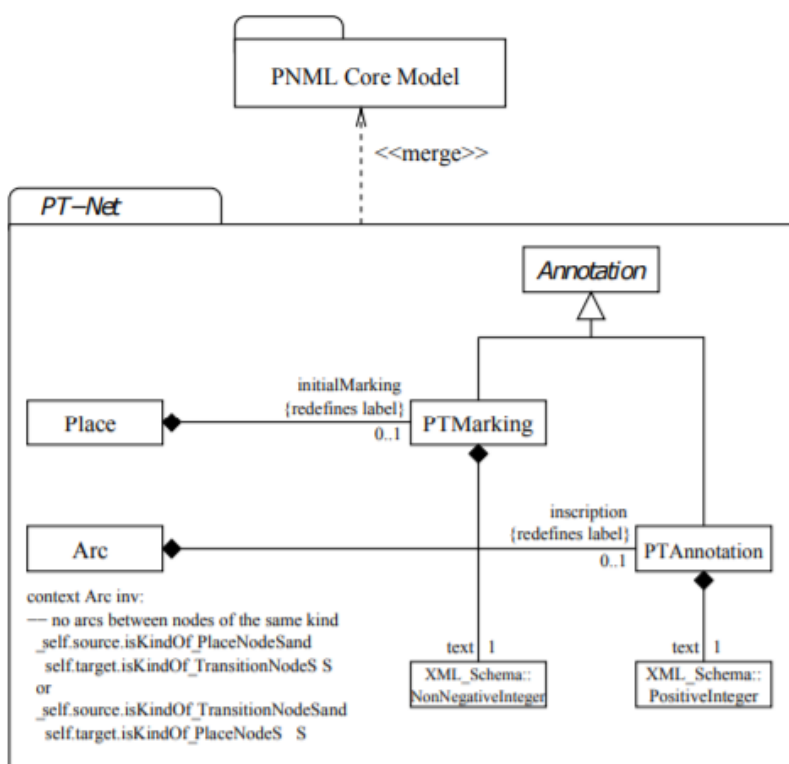 PNML Core Model
<<merge>>
PT-Net
Annotation
initialMarking
{redefines label}
0..1
Place
PTMarking
inscription
{redefines label}
0..1
Arc
PTAnnotation
context Arc inv:
—— no arcs between nodes of the same kind
_self.source.isKindOf_PlaceNodeSand
self.target.isKindOf_TransitionNodeS S
or
_self.source.isKindOf_TransitionNodeSand
self.target.isKindOf_PlaceNodeS S
text 1
XML_Schema::
NonNegativeInteger
text 1
XML_Schema::
PositiveInteger